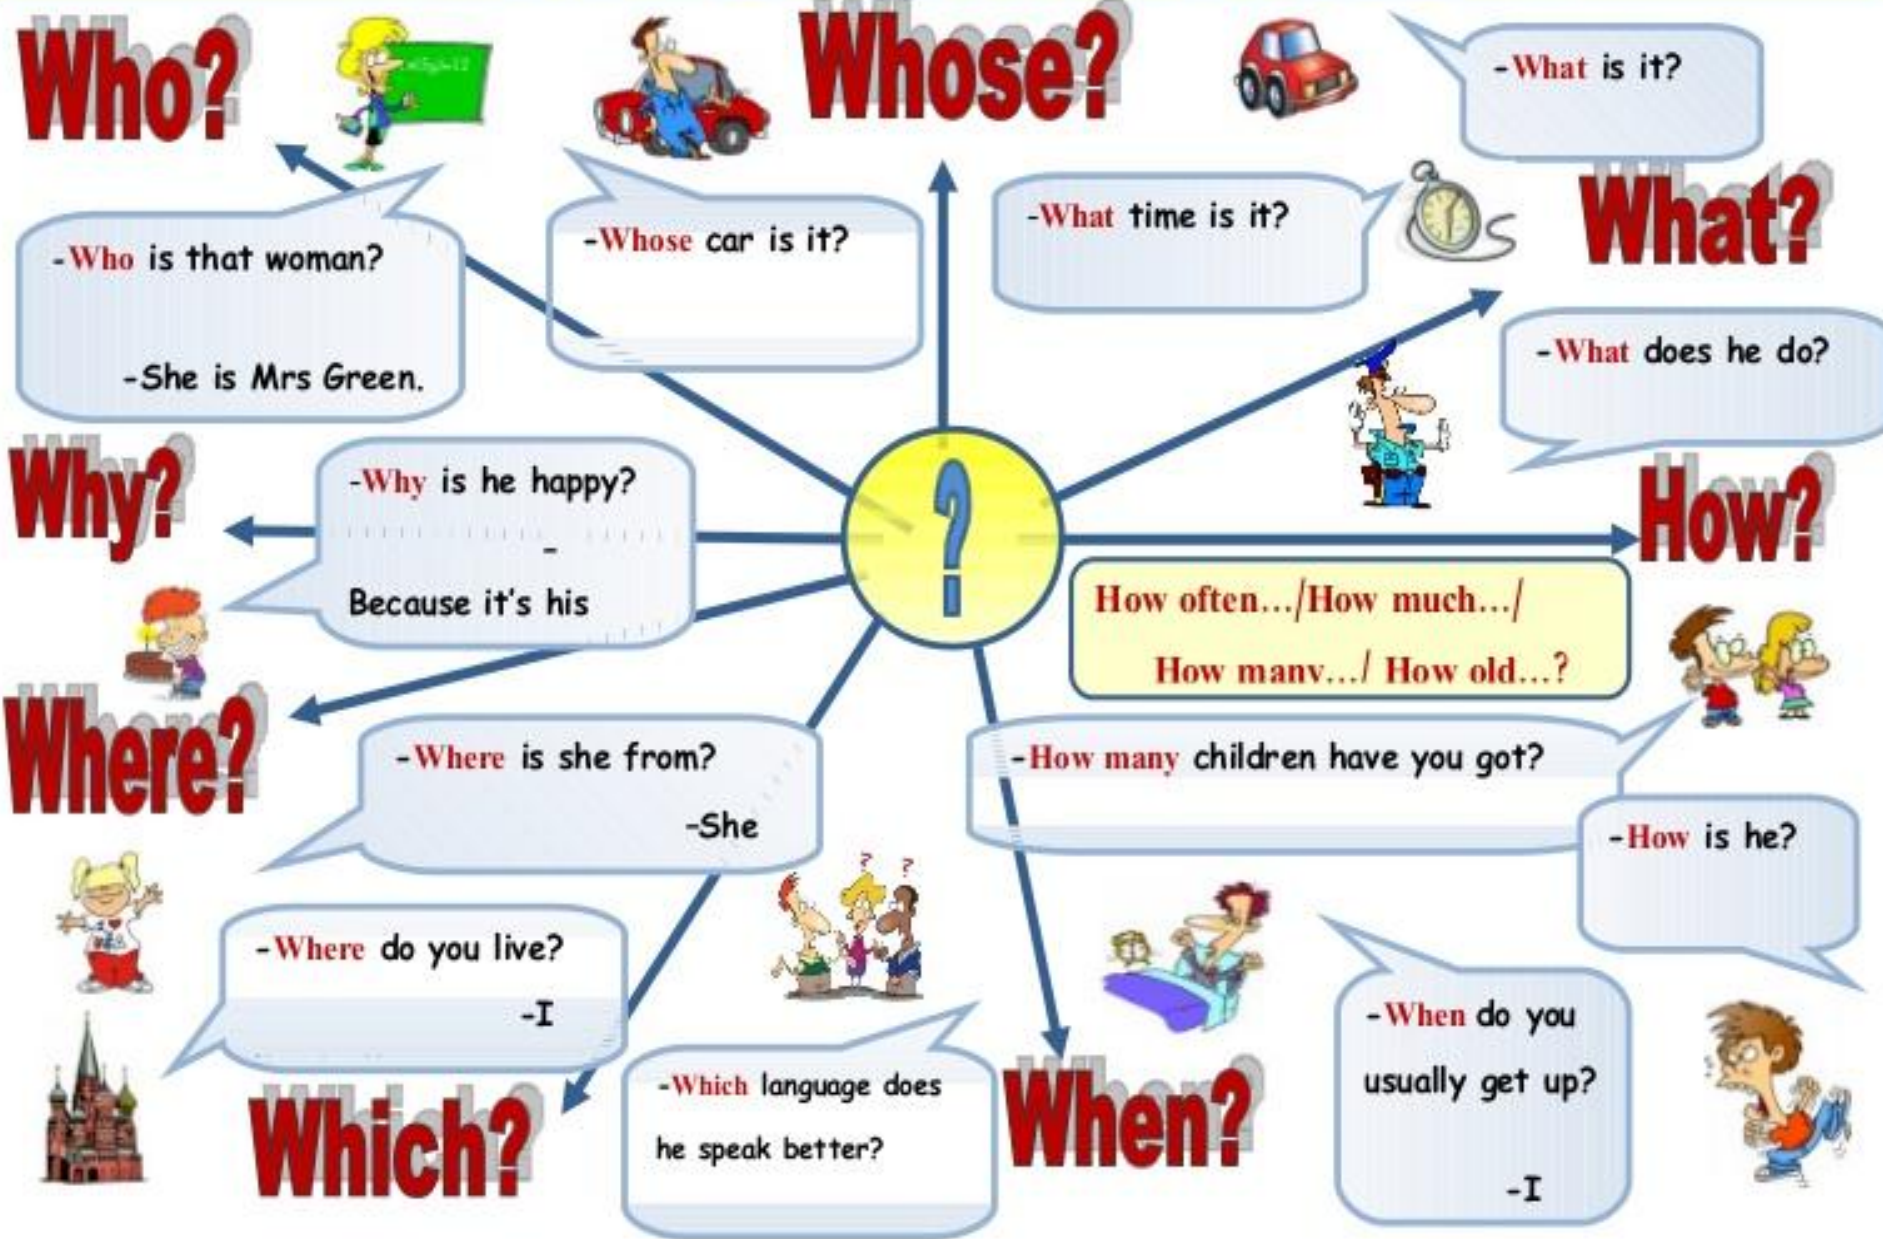 Who?
Whose?
-What is it?
What?
-What time is it?
-Whose car is it?
-Who is that woman?
-She is Mrs Green.
-What does he do?
Why?
-Why is he happy?
-
Because it's his
?
How?
How often.../How much.../
How many.../ How old...?
Where?
-Where is she from?
-She
-How many children have you got?
-How is he?
? ?
-Where do you live?
-I
-When do you
usually get up?
-I
Which?
-Which language does
he speak better?
When?